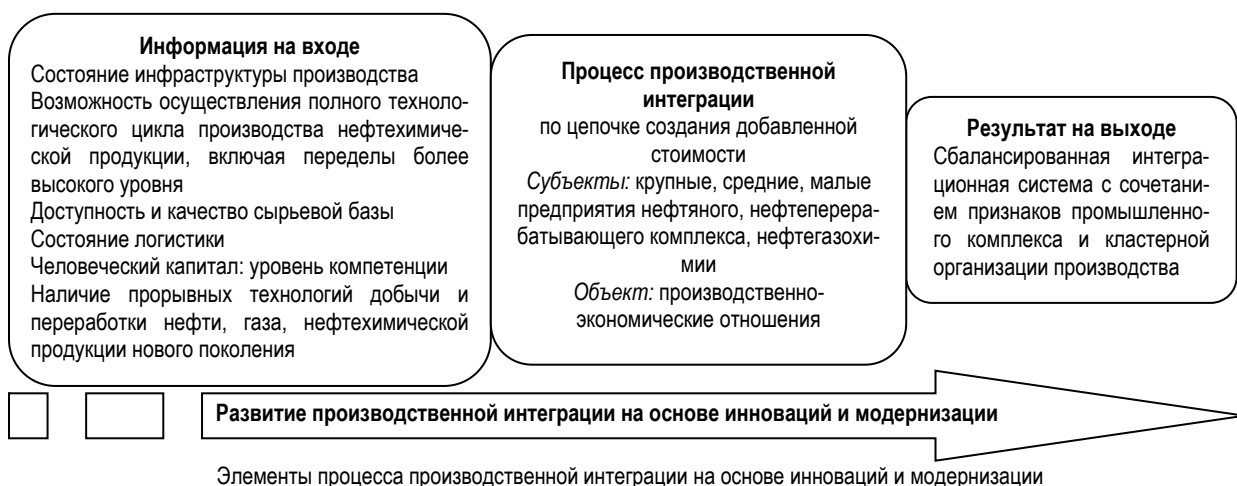 Информация на входе
Состояние инфраструктуры производства
Возможность осуществления полного техноло-
гического цикла производства нефтехимиче-
ской продукции, включая переделы более
высокого уровня
Доступность и качество сырьевой базы
Состояние логистики
Человеческий капитал: уровень компетенции
Наличие прорывных технологий добычи и
переработки нефти, газа, нефтехимической
продукции нового поколения
Процесс производственной
интеграции
по цепочке создания добавленной
стоимости
Субъекты: крупные, средние, малые
предприятия нефтяного, нефтеперера-
батывающего комплекса, нефтегазохи-
мии
Объект: производственно-
экономические отношения
Результат на выходе
Сбалансированная интегра-
ционная система с сочетани-
ем признаков промышленно-
го комплекса и кластерной
организации производства
Развитие производственной интеграции на основе инноваций и модернизации
Элементы процесса производственной интеграции на основе инноваций и модернизации